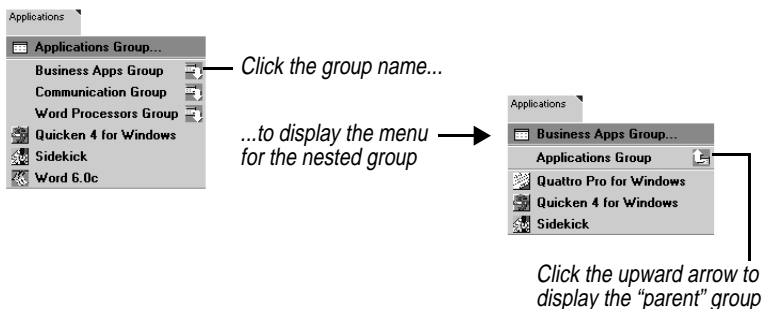 Applications
Applications Group...
Business Apps Group
Communication Group
Word Processors Group
Quicken 4 for Windows
Sidekick
Word 6.0c
Click the group name...
...to display the menu
for the nested group
Applications
Business Apps Group...
Applications Group
Quattro Pro for Windows
Quicken 4 for Windows
Sidekick
Click the upward arrow to
display the “parent” group